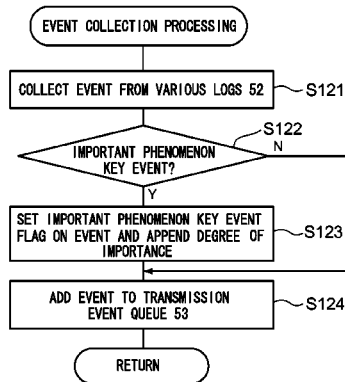 EVENT COLLECTION PROCESSING
COLLECT EVENT FROM VARIOUS LOGS 52
S121
S122
IMPORTANT PHENOMENON
KEY EVENT?
N
Y
SET IMPORTANT PHENOMENON KEY EVENT
FLAG ON EVENT AND APPEND DEGREE OF
IMPORTANCE
S123
ADD EVENT TO TRANSMISSION
EVENT QUEUE 53
S124
RETURN